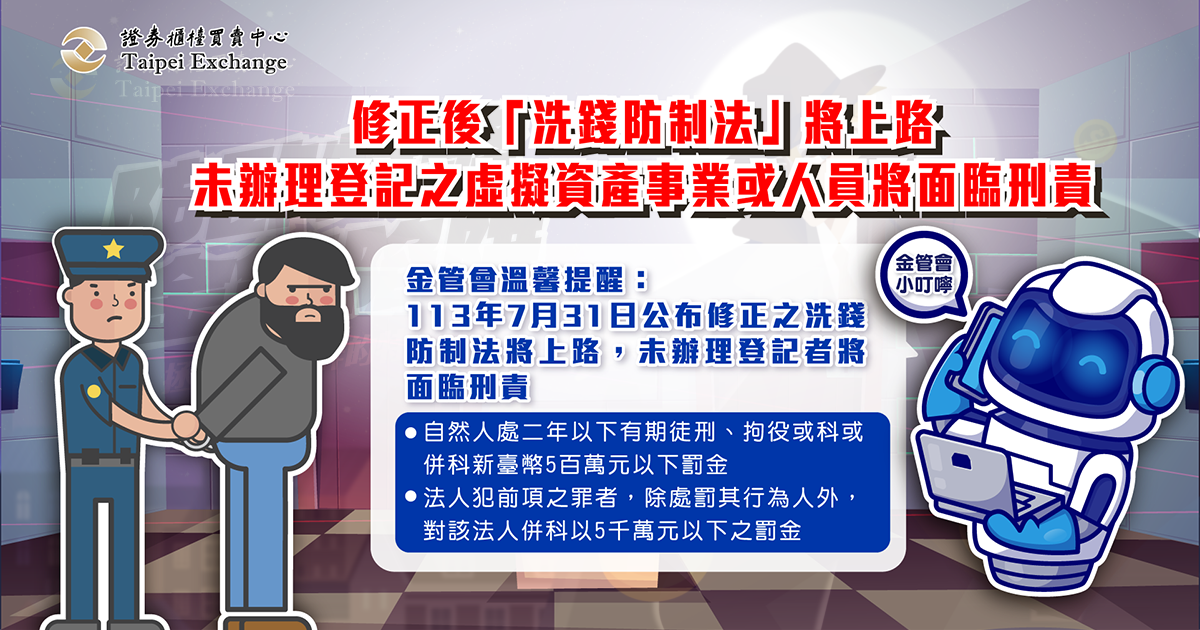 證券櫃檯買賣中心
Taipei Exchange
Taipei Exchange
修正後「洗錢防制法」將上路
未辦理登記之虛擬資產事業或人員將面臨刑責
金管會溫馨提醒：
113年7月31日公布修正之洗錢
防制法將上路，未辦理登記者將
面臨刑責
●自然人處二年以下有期徒刑、拘役或科或
併科新臺幣5百萬元以下罰金
●法人犯前項之罪者，除處罰其行為人外，
對該法人併科以5千萬元以下之罰金
金管會
小叮嚀